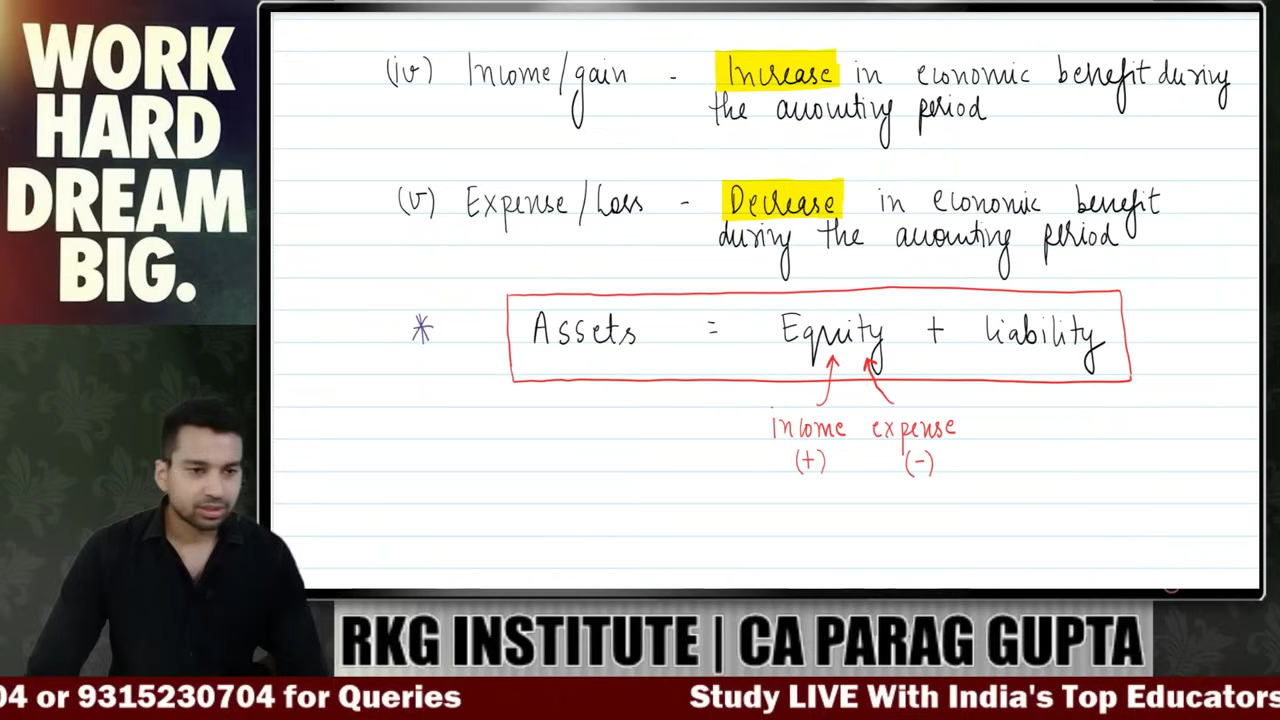 WORK
HARD
DREAM
BIG.
(iv) Income/gain - Increase in economic benefit during
the accounting period
(v) Expense/Loss - Decrease in economic benefit
during the accounting period
* Assets = Equity + liability
income expense
(+) (-)
RKG INSTITUTE | CA PARAG GUPTA
04 or 9315230704 for Queries Study LIVE With India's Top Educators